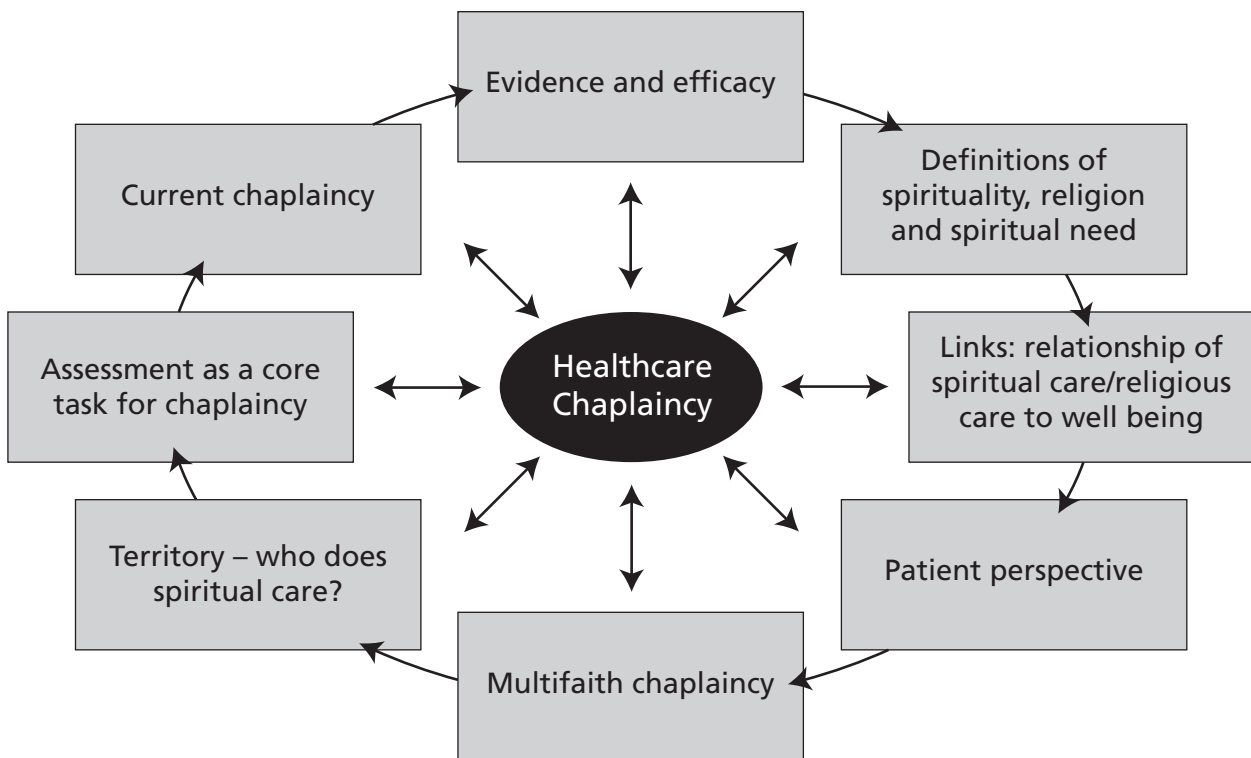 Evidence and efficacy
Definitions of
spirituality, religion
and spiritual need
Links: relationship of
spiritual care/religious
care to well being
Patient perspective
Multifaith chaplaincy
Territory – who does
spiritual care?
Assessment as a core
task for chaplaincy
Current chaplaincy
Healthcare
Chaplaincy